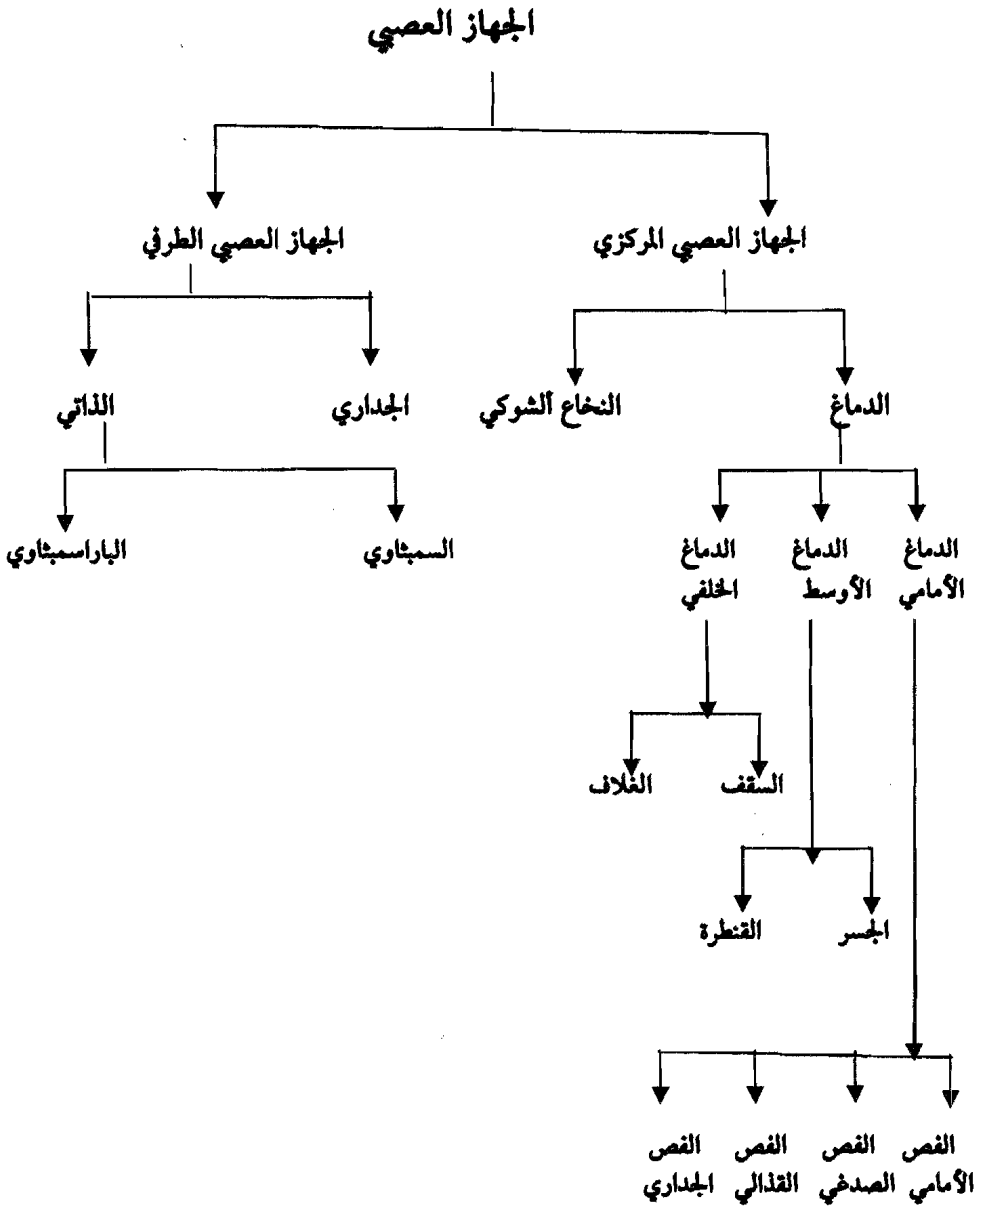 الجهاز العصبي
الجهاز العصبي المركزي
الجهاز العصبي الطرفي
الدماغ
النخاع ألشوكي
الجداري
الذاتي
الدماغ الأمامي
الدماغ الأوسط
الدماغ الخلفي
السمبثاوي
الباراسمبثاوي
السقف
الغلاف
الجسر
القنطرة
الفص الأمامي
الفص الصدغي
الفص القذالي
الفص الجداري